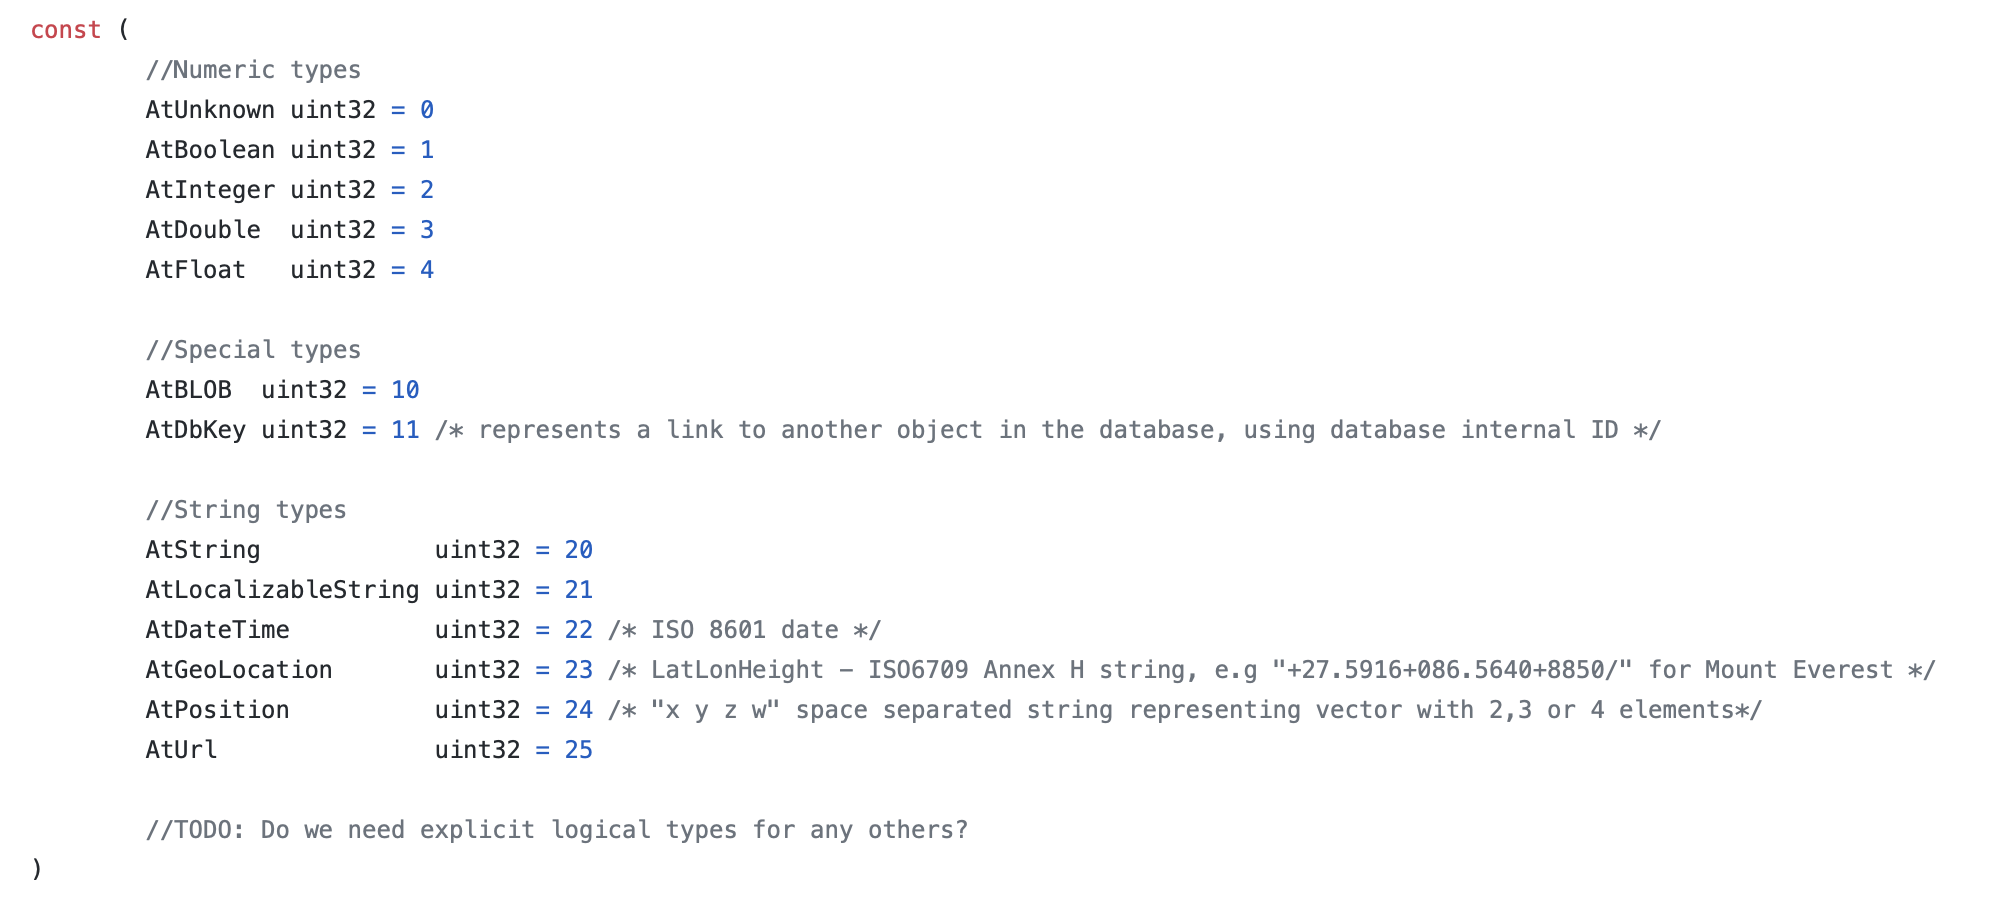 const (
//Numeric types
AtUnknown uint32 = 0
AtBoolean uint32 = 1
AtInteger uint32 = 2
AtDouble  uint32 = 3
AtFloat   uint32 = 4
//Special types
AtBLOB  uint32 = 10
AtDbKey uint32 = 11 /* represents a link to another object in the database, using database internal ID */
//String types
AtString            uint32 = 20
AtLocalizableString uint32 = 21
AtDateTime          uint32 = 22 /* ISO 8601 date */
AtGeoLocation       uint32 = 23 /* LatLonHeight - ISO6709 Annex H string, e.g "+27.5916+086.5640+8850/" for Mount Everest */
AtPosition          uint32 = 24 /* "x y z w" space separated string representing vector with 2,3 or 4 elements*/
AtUrl               uint32 = 25
//TODO: Do we need explicit logical types for any others?
)